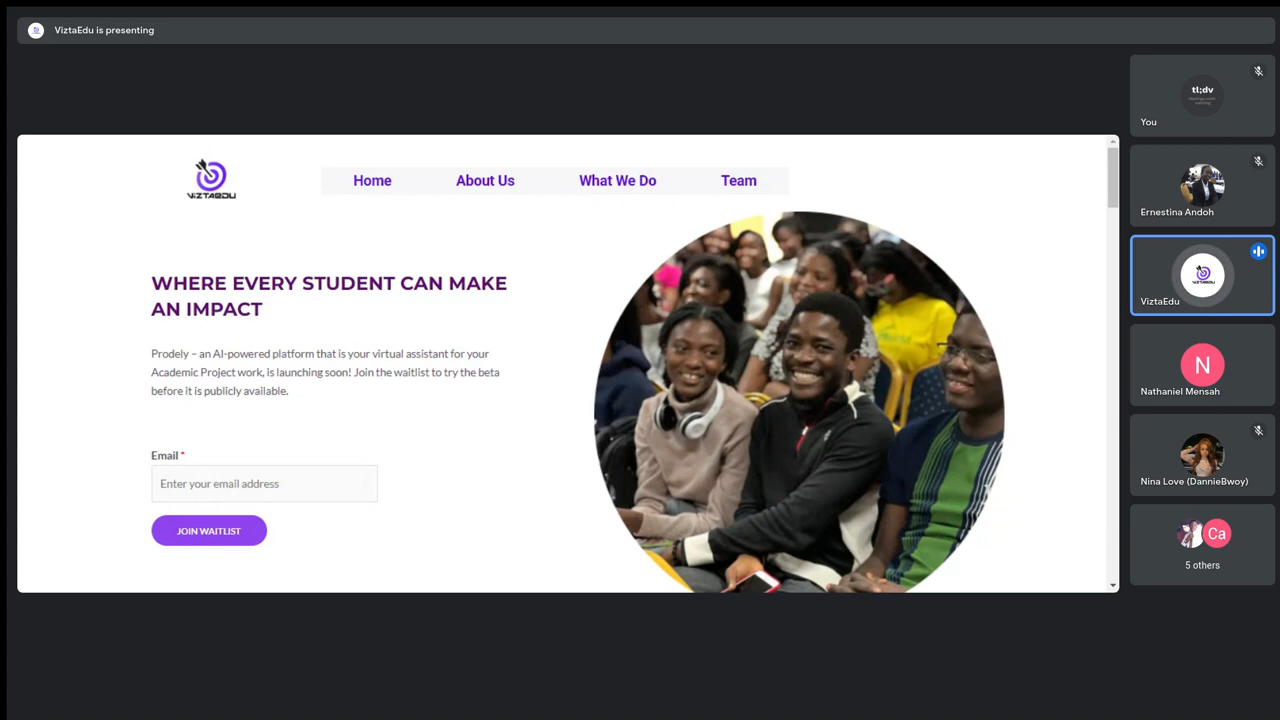 ViztaEdu is presenting
VIZTAEDU
Home About Us What We Do Team
WHERE EVERY STUDENT CAN MAKE
AN IMPACT
Prodely – an AI-powered platform that is your virtual assistant for your
Academic Project work, is launching soon! Join the waitlist to try the beta
before it is publicly available.
Email *
Enter your email address
JOIN WAITLIST
tl;dv
You
Ernestina Andoh
ViztaEdu
N
Nathaniel Mensah
Nina Love (DannieBwoy)
Ca
5 others